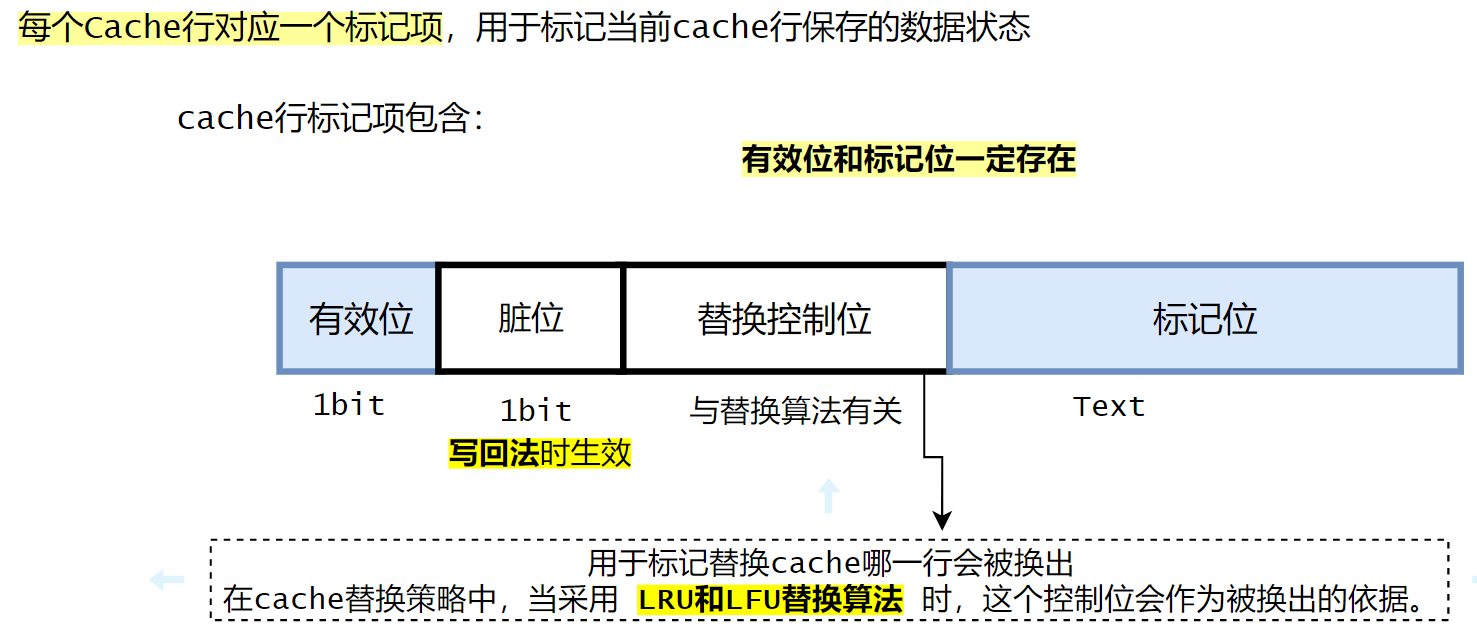 每个Cache行对应一个标记项，用于标记当前cache行保存的数据状态
cache行标记项包含：
有效位和标记位一定存在
有效位 脏位 替换控制位 标记位
1bit 1bit 与替换算法有关 Text
写回法时生效
用于标记替换cache哪一行会被换出
在cache替换策略中，当采用 LRU和LFU替换算法 时，这个控制位会作为被换出的依据。